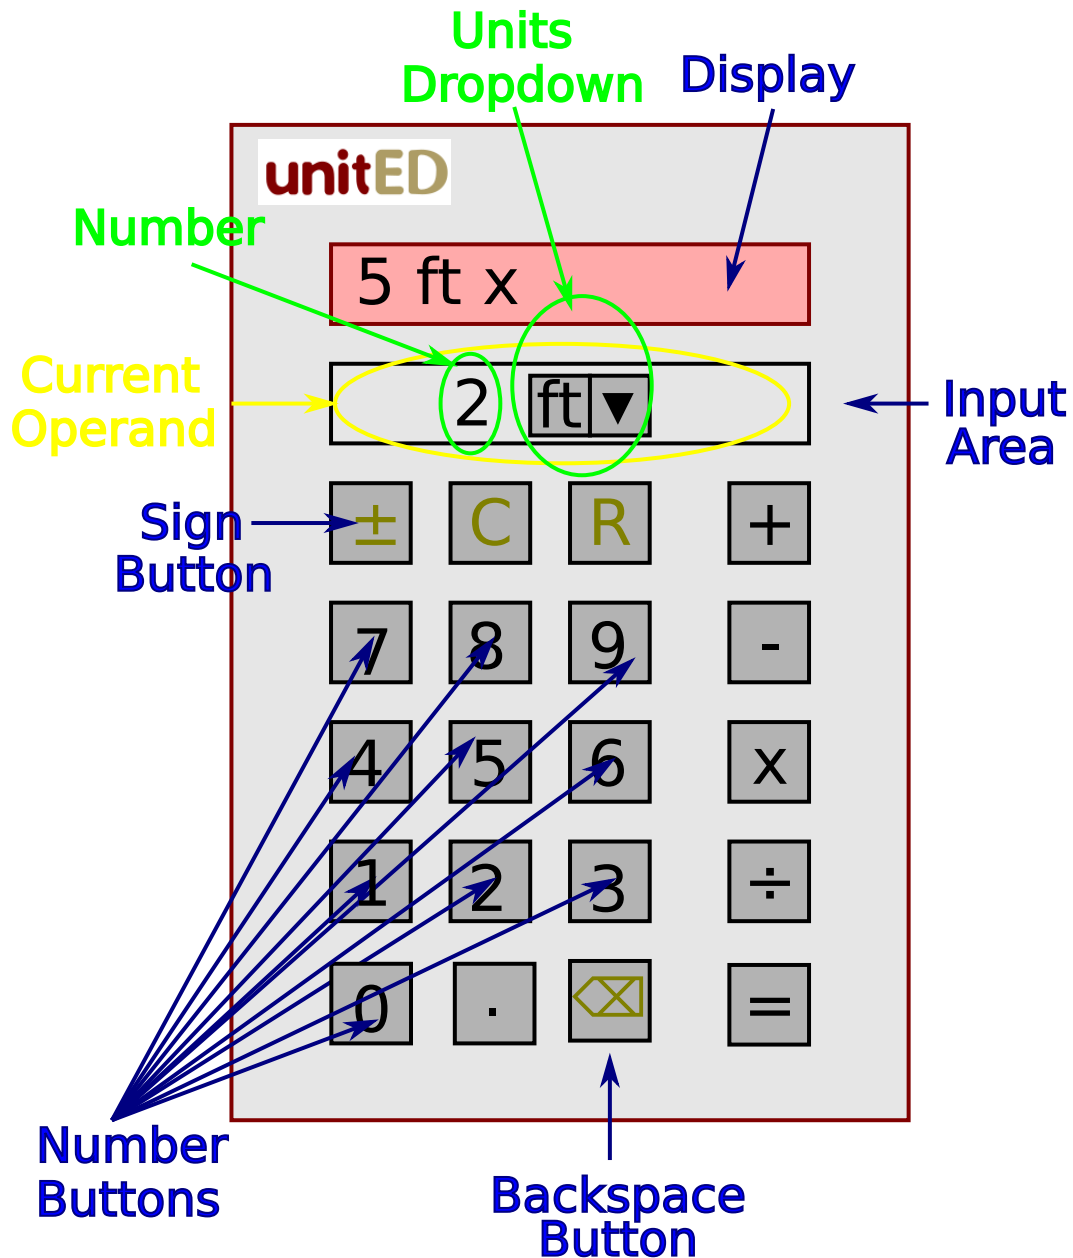 Units
Dropdown
Display
unitED
Number
5 ft x
Current
Operand
2 ft ▼
Input
Area
Sign
Button
± C R +
7 8 9 -
4 5 6 x
1 2 3 ÷
0 . ⌫ =
Number
Buttons
Backspace
Button